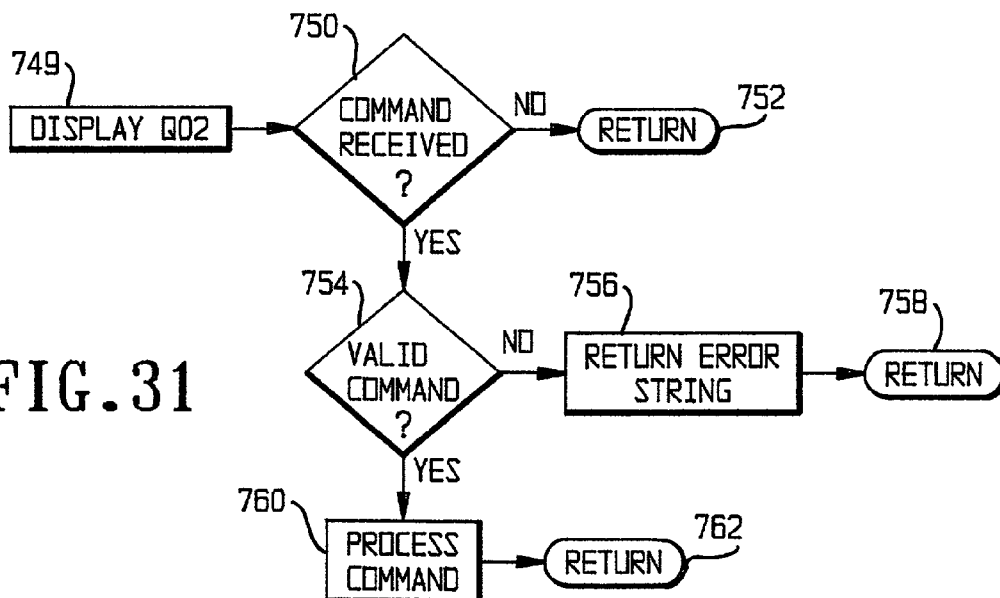 749
DISPLAY Q02
750
COMMAND
RECEIVED
?
NO
RETURN
752
YES
754
VALID
COMMAND
?
NO
756
RETURN ERROR
STRING
758
RETURN
FIG.31
YES
760
PROCESS
COMMAND
RETURN
762